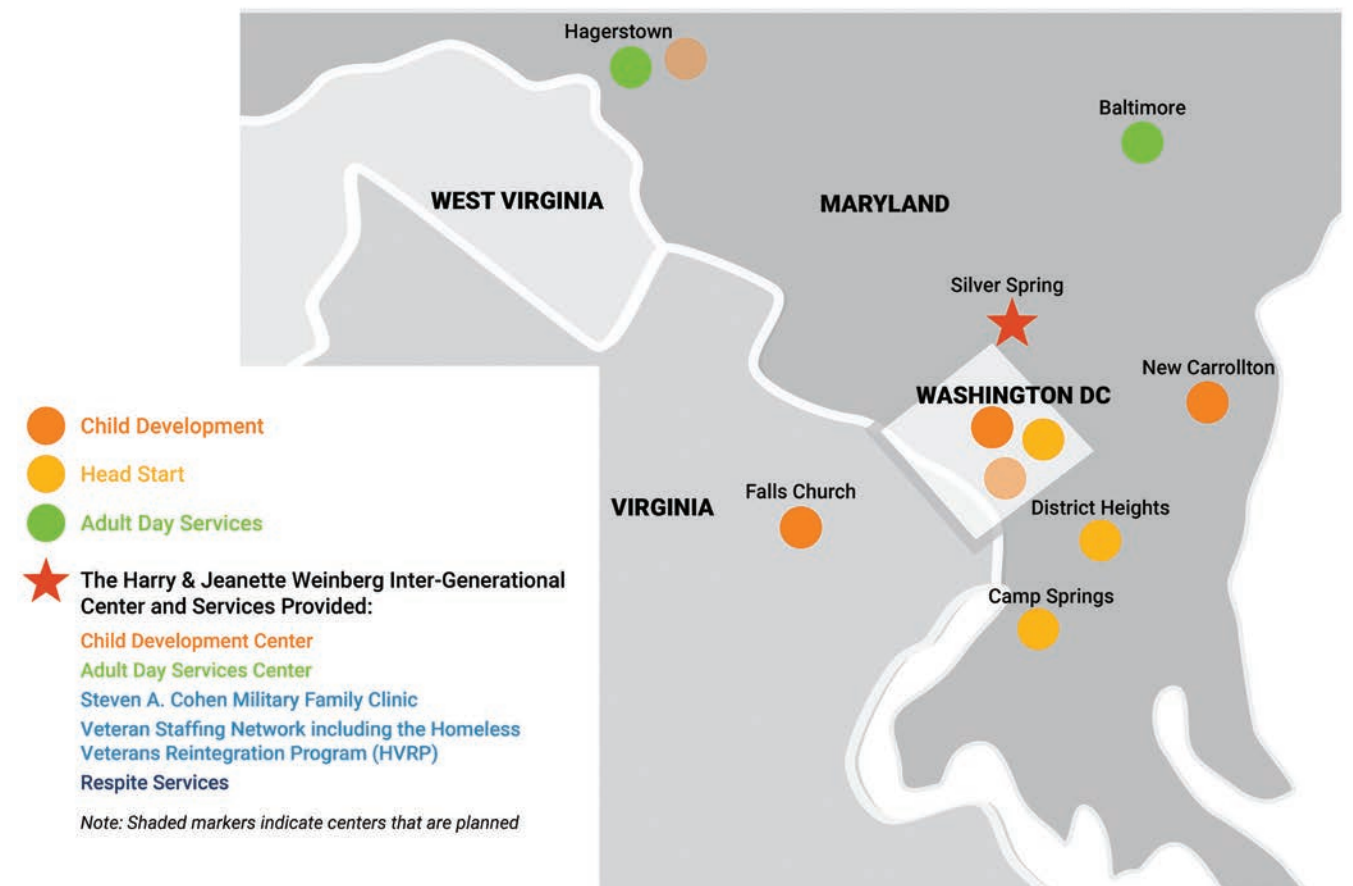 Hagerstown
Baltimore
WEST VIRGINIA
MARYLAND
Silver Spring
New Carrollton
WASHINGTON DC
Falls Church
VIRGINIA
District Heights
Camp Springs
Child Development
Head Start
Adult Day Services
The Harry & Jeanette Weinberg Inter-Generational
Center and Services Provided:
Child Development Center
Adult Day Services Center
Steven A. Cohen Military Family Clinic
Veteran Staffing Network including the Homeless
Veterans Reintegration Program (HVRP)
Respite Services
Note: Shaded markers indicate centers that are planned